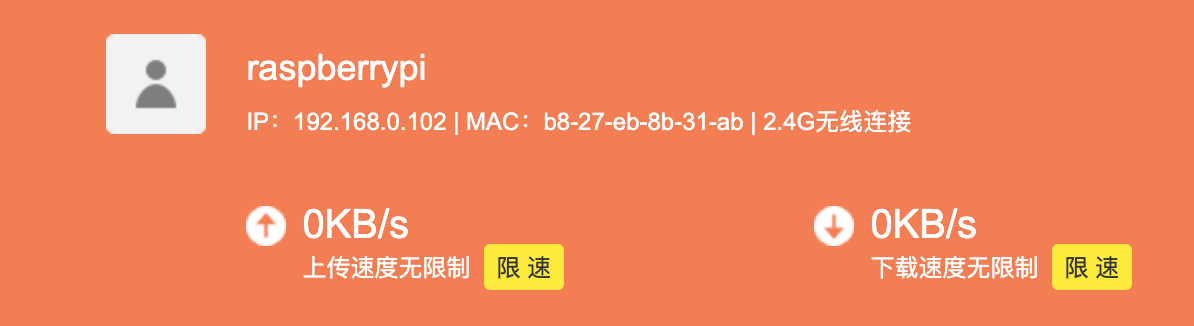 raspberrypi
IP：192.168.0.102 | MAC：b8-27-eb-8b-31-ab | 2.4G无线连接
0KB/s
上传速度无限制 限 速
0KB/s
下载速度无限制 限 速